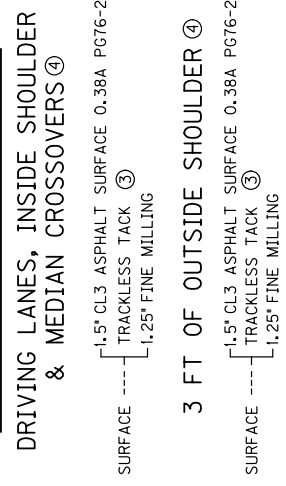 DRIVING LANES, INSIDE SHOULDER
& MEDIAN CROSSOVERS ④
1.5" CL3 ASPHALT SURFACE 0.38A PG76-2
SURFACE ---- TRACKLESS TACK ③
1.25" FINE MILLING
3 FT OF OUTSIDE SHOULDER ④
1.5" CL3 ASPHALT SURFACE 0.38A PG76-2
SURFACE ---- TRACKLESS TACK ③
1.25" FINE MILLING